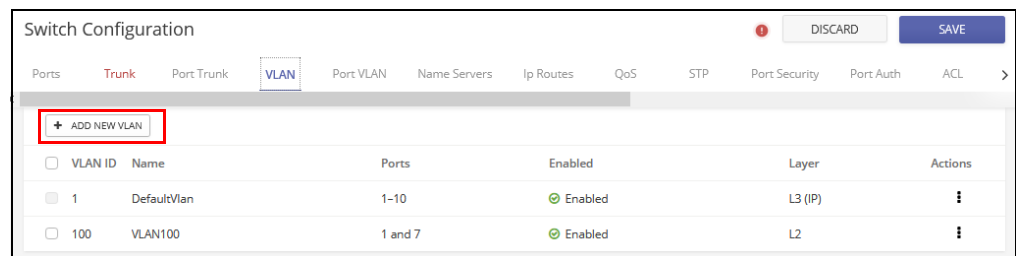 Switch Configuration
DISCARD
SAVE
Ports Trunk Port Trunk VLAN Port VLAN Name Servers Ip Routes QoS STP Port Security Port Auth ACL
+ ADD NEW VLAN
VLAN ID Name Ports Enabled Layer Actions
1 DefaultVlan 1–10 Enabled L3 (IP)
100 VLAN100 1 and 7 Enabled L2